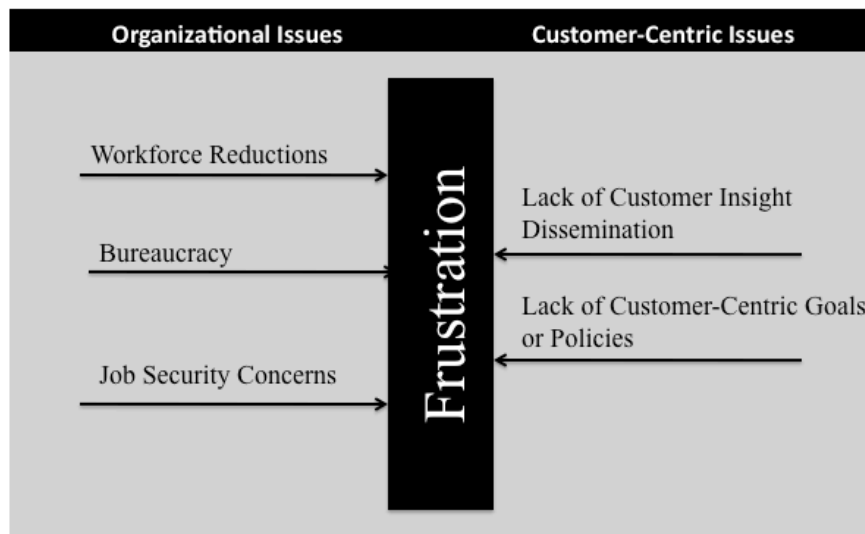 Organizational Issues
Customer-Centric Issues
Workforce Reductions
Bureaucracy
Job Security Concerns
Frustration
Lack of Customer Insight
Dissemination
Lack of Customer-Centric Goals
or Policies